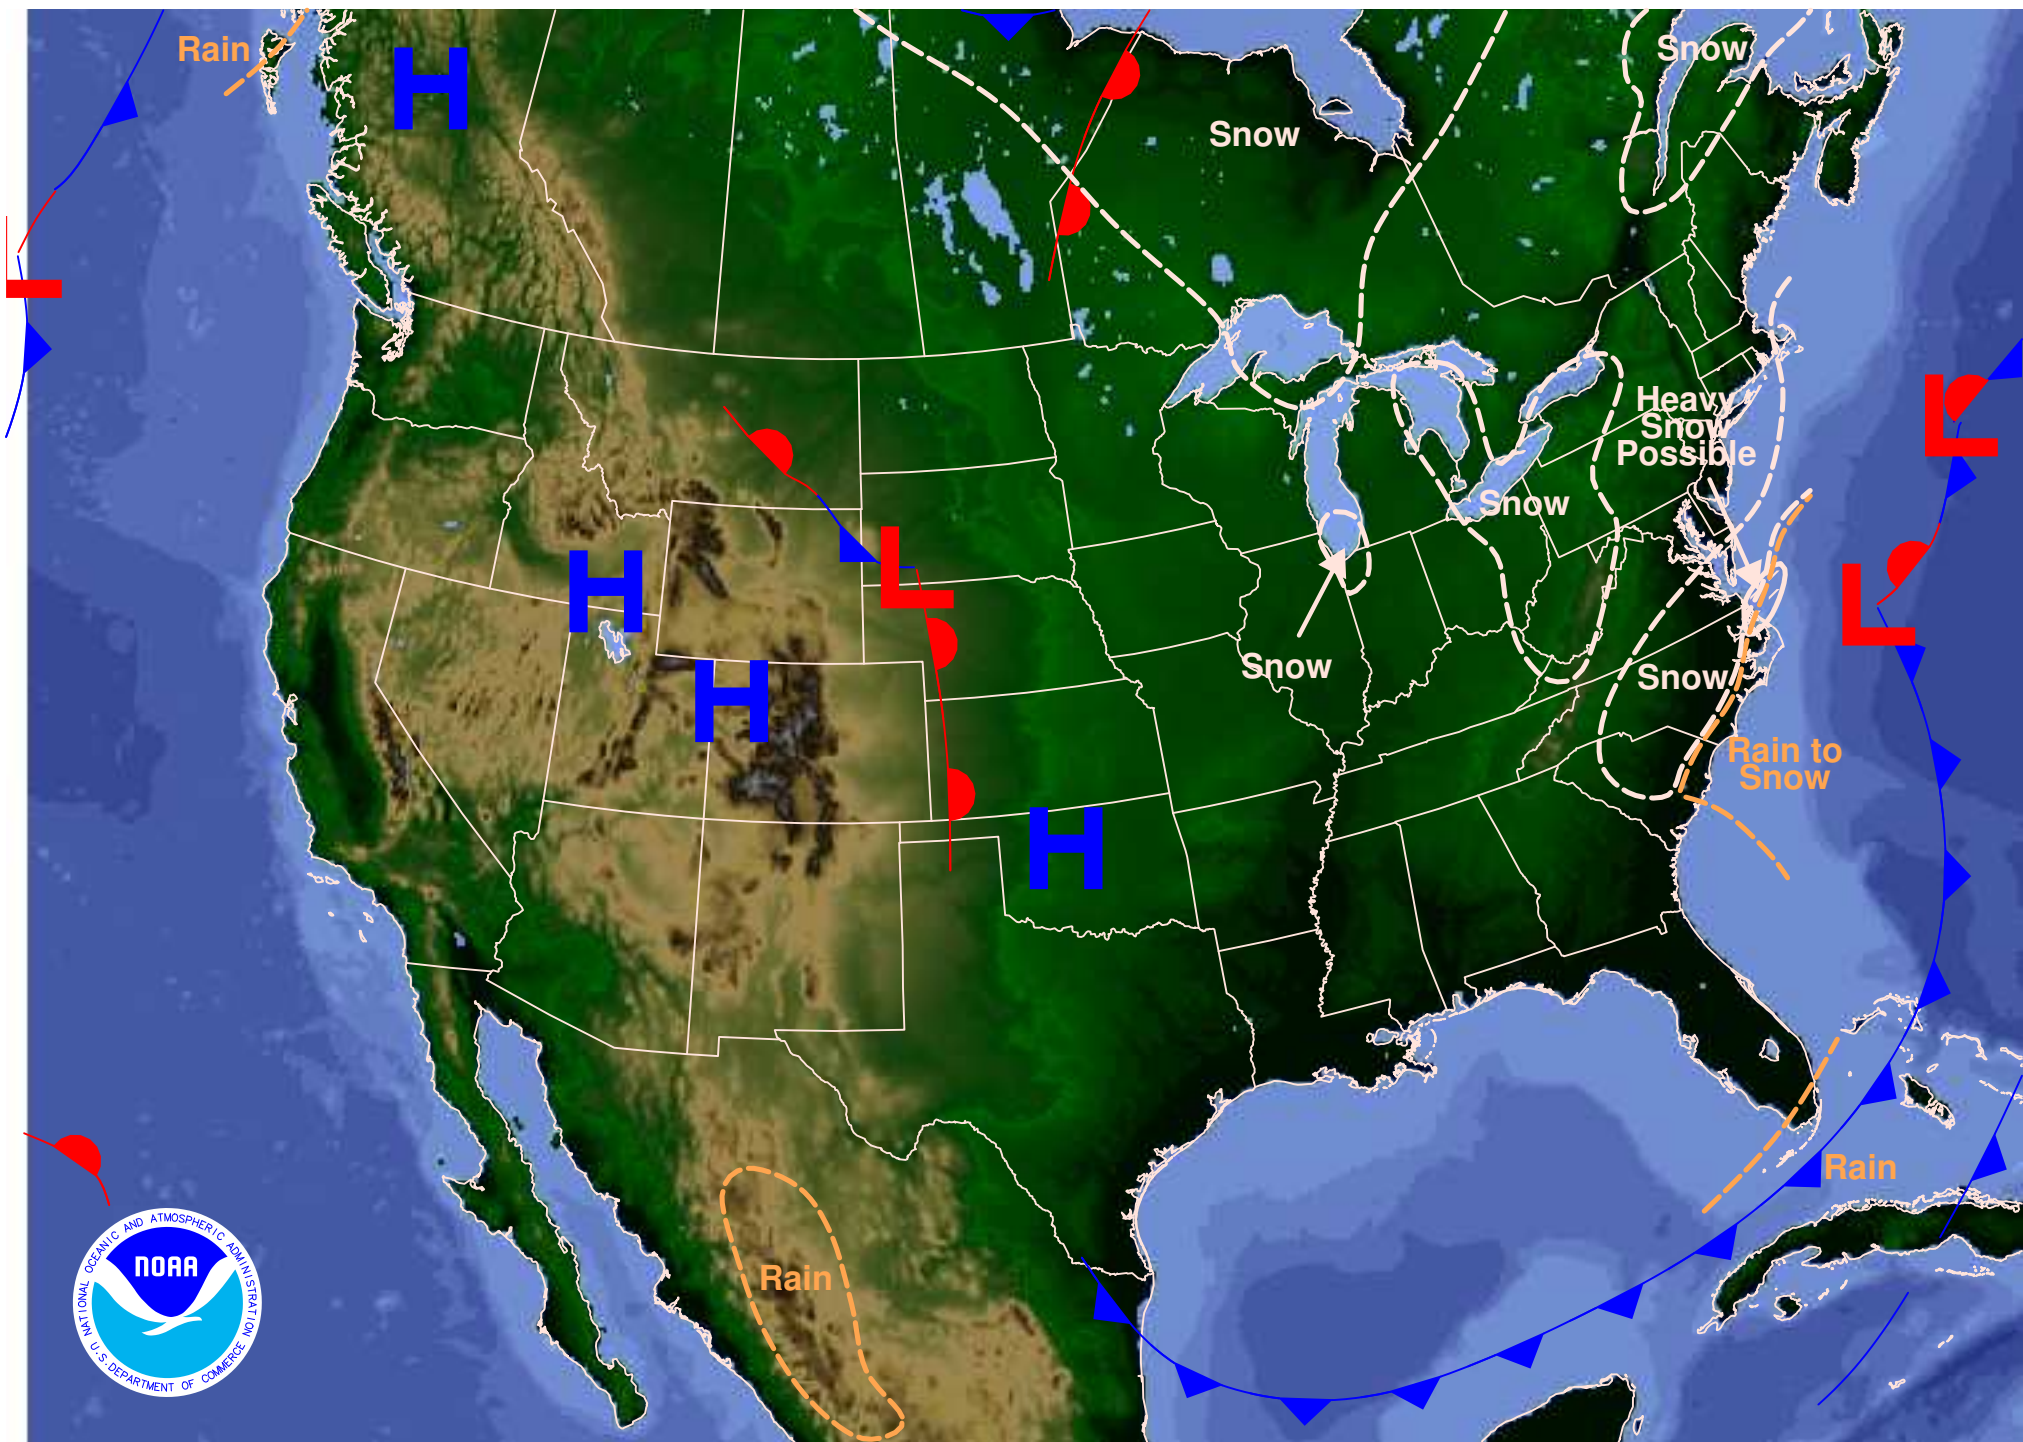 Rain
H
Snow
Snow
L
Heavy
Snow
Possible
L
Snow
L
H
L
Snow
Snow
H
Rain to
Snow
H
Rain
Rain
NATIONAL OCEANIC AND ATMOSPHERIC ADMINISTRATION
NOAA
U.S. DEPARTMENT OF COMMERCE